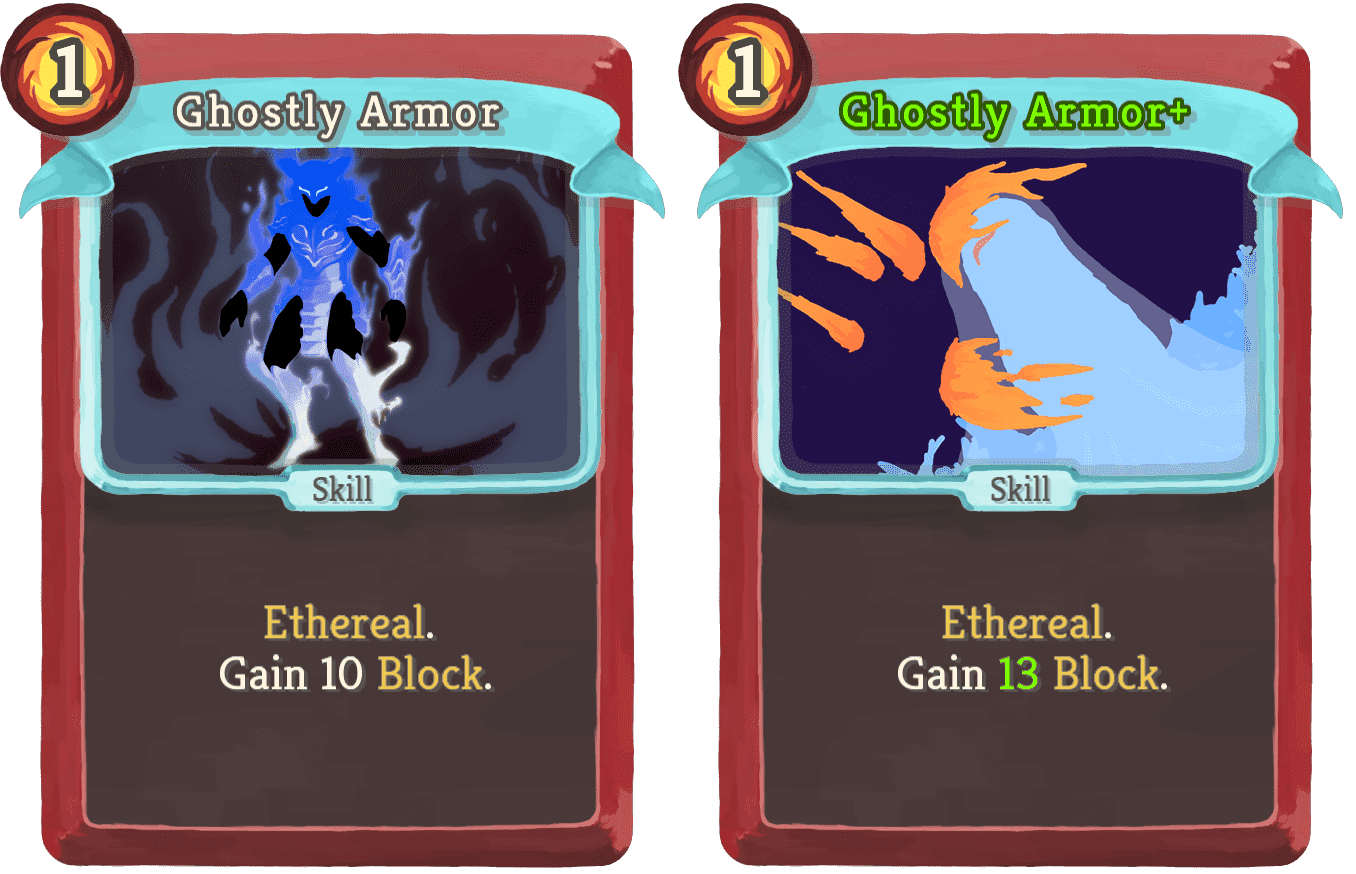 1
Ghostly Armor
Skill
Ethereal.
Gain 10 Block.
1
Ghostly Armor+
Skill
Ethereal.
Gain 13 Block.